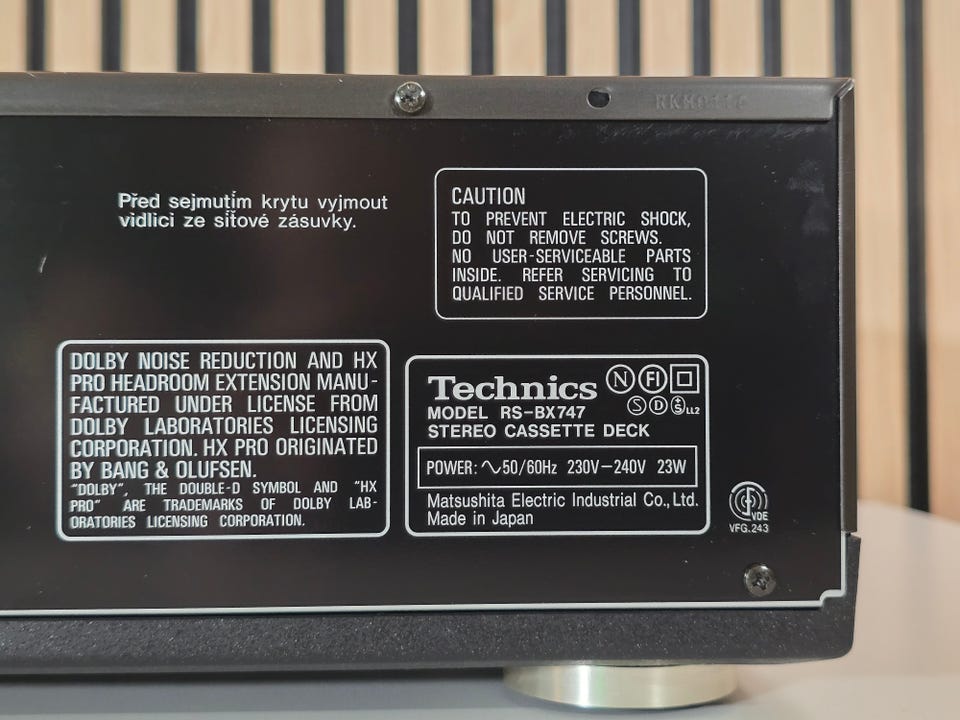 Před sejmutím krytu vyjmout
vidlici ze síťové zásuvky.
CAUTION
TO PREVENT ELECTRIC SHOCK,
DO NOT REMOVE SCREWS.
NO USER-SERVICEABLE PARTS
INSIDE. REFER SERVICING TO
QUALIFIED SERVICE PERSONNEL.
DOLBY NOISE REDUCTION AND HX
PRO HEADROOM EXTENSION MANU-
FACTURED UNDER LICENSE FROM
DOLBY LABORATORIES LICENSING
CORPORATION. HX PRO ORIGINATED
BY BANG & OLUFSEN.
"DOLBY", THE DOUBLE-D SYMBOL AND "HX
PRO" ARE TRADEMARKS OF DOLBY LAB-
ORATORIES LICENSING CORPORATION.
Technics N FI
S D S LL2
MODEL RS-BX747
STEREO CASSETTE DECK
POWER: ∿50/60Hz 230V-240V 23W
Matsushita Electric Industrial Co., Ltd.
Made in Japan
VDE
VFG.243